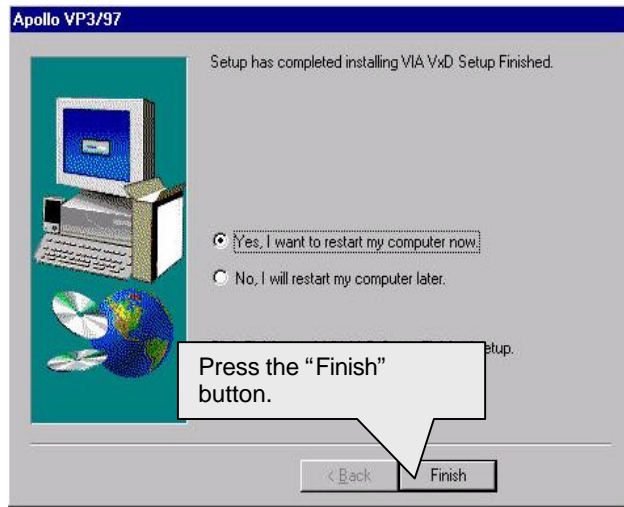 Apollo VP3/97
Setup has completed installing VIA VxD Setup Finished.
Yes, I want to restart my computer now.
No, I will restart my computer later.
Press the “Finish”
button.
< Back
Finish